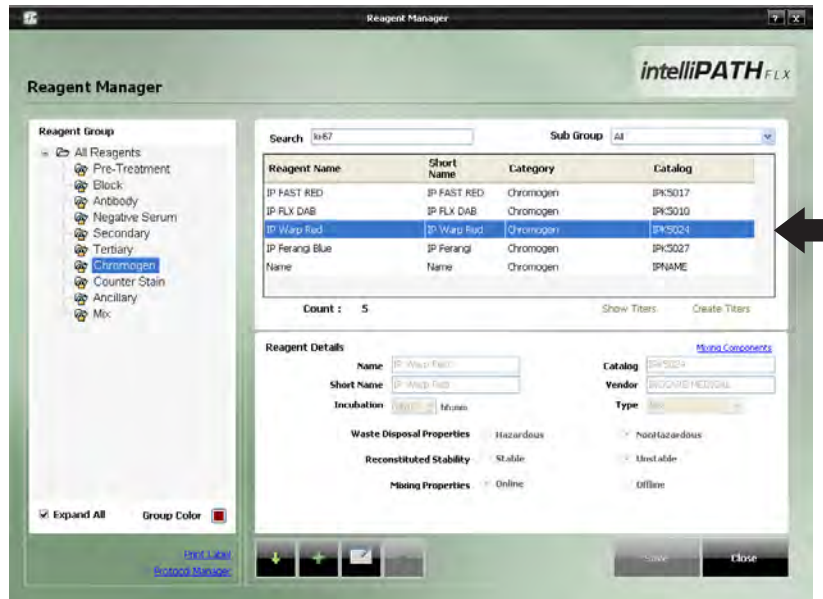 Reagent Manager
? X
intelliPATH FLX
Reagent Manager
Reagent Group
All Reagents
Pre-Treatment
Block
Antibody
Negative Serum
Secondary
Tertiary
Chromogen
Counter Stain
Ancillary
Mix
Expand All Group Color
Print Label
Protocol Manager
Search ki67 Sub Group All
Reagent Name Short Name Category Catalog
IP FAST RED IP FAST RED Chromogen IPK5017
IP FLX DAB IP FLX DAB Chromogen IPK5010
IP Warp Red IP Warp Red Chromogen IPK5024
IP Ferangi Blue IP Ferangi Chromogen IPK5027
Name Name Chromogen IPNAME
Count : 5 Show Titers Create Titers
Reagent Details Mixing Components
Name IP Warp Red Catalog IPK5024
Short Name IP Warp Red Vendor BIOCARE MEDICAL
Incubation hh:mm Type
Waste Disposal Properties Hazardous NonHazardous
Reconstituted Stability Stable Unstable
Mixing Properties Online Offline
Save Close